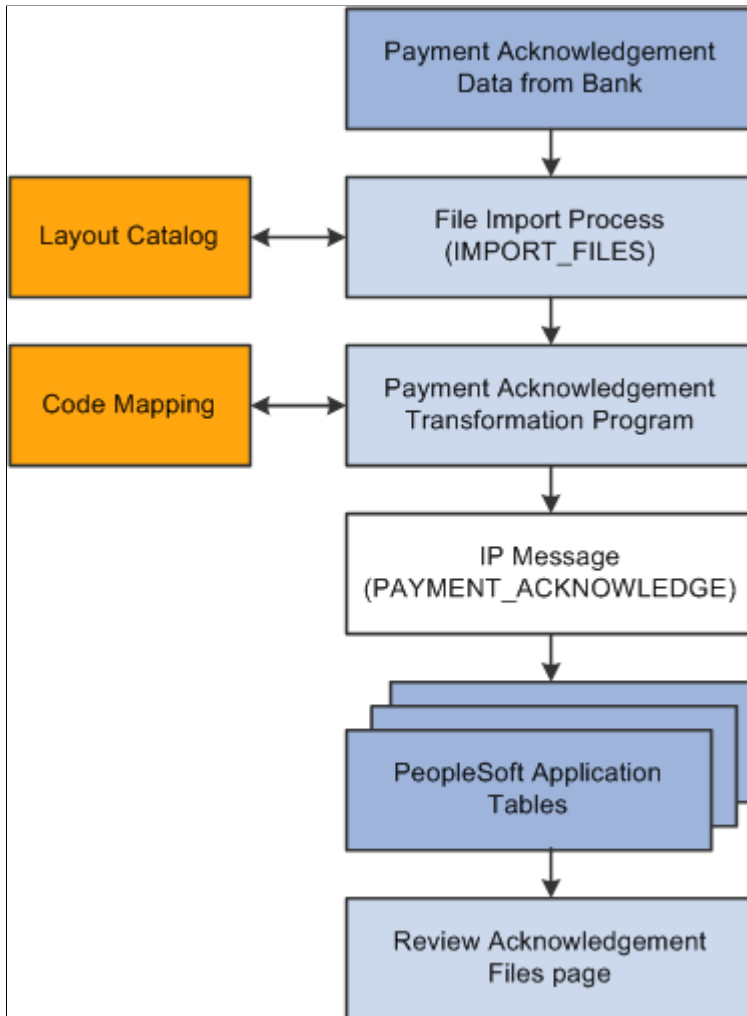 Payment Acknowledgement
Data from Bank
Layout Catalog
File Import Process
(IMPORT_FILES)
Code Mapping
Payment Acknowledgement
Transformation Program
IP Message
(PAYMENT_ACKNOWLEDGE)
PeopleSoft Application
Tables
Review Acknowledgement
Files page